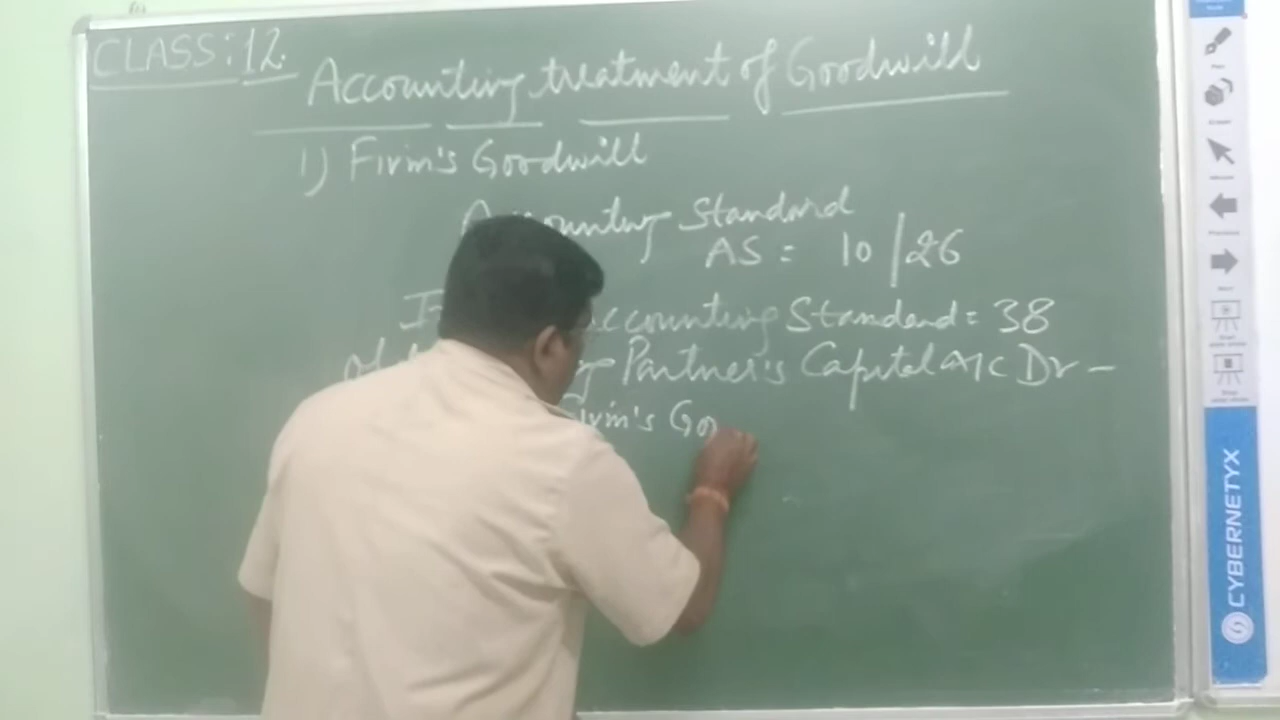 CLASS: 12.
Accounting treatment of Goodwill
1) Firm's Goodwill
Accounting Standard
AS = 10/26
Accounting Standard = 38
Partner's Capital A/C Dr -
Firm's Go
CYBERNETYX